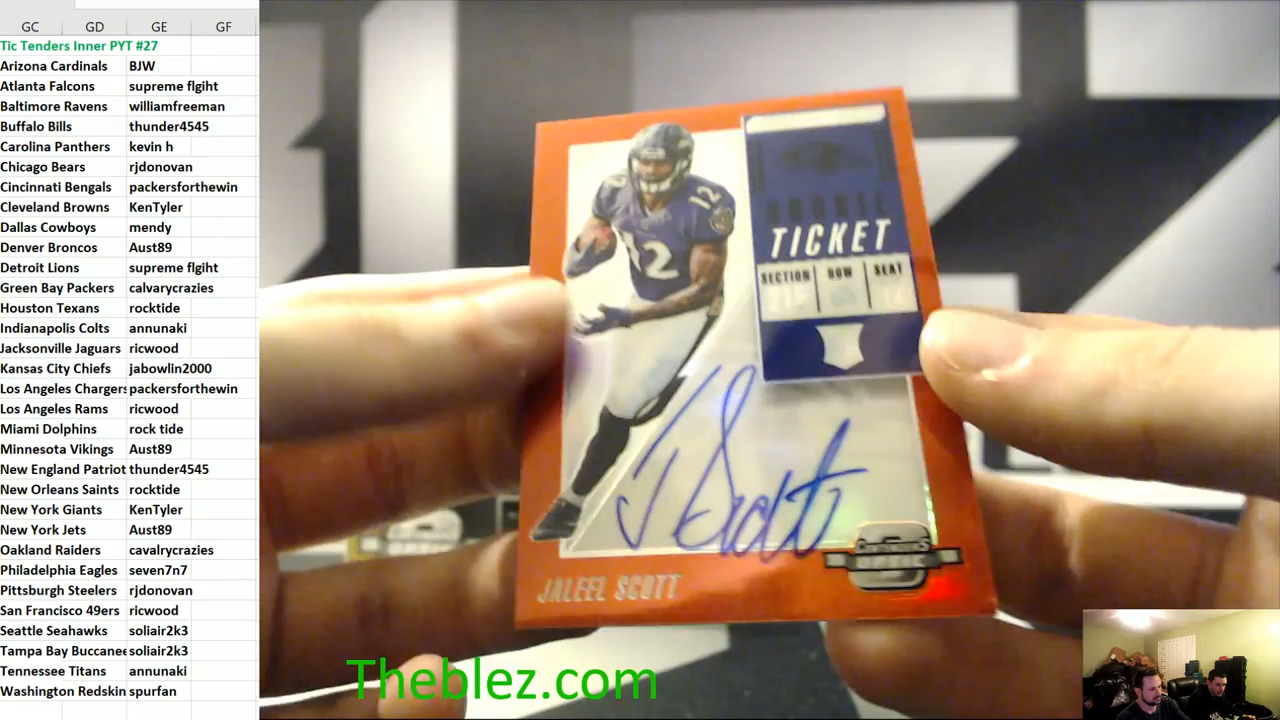 GC GD GE GF
Tic Tenders Inner PYT #27
Arizona Cardinals BJW
Atlanta Falcons supreme flgiht
Baltimore Ravens williamfreeman
Buffalo Bills thunder4545
Carolina Panthers kevin h
Chicago Bears rjdonovan
Cincinnati Bengals packersforthewin
Cleveland Browns KenTyler
Dallas Cowboys mendy
Denver Broncos Aust89
Detroit Lions supreme flgiht
Green Bay Packers calvarycrazies
Houston Texans rocktide
Indianapolis Colts annunaki
Jacksonville Jaguars ricwood
Kansas City Chiefs jabowlin2000
Los Angeles Chargers packersforthewin
Los Angeles Rams ricwood
Miami Dolphins rock tide
Minnesota Vikings Aust89
New England Patriot thunder4545
New Orleans Saints rocktide
New York Giants KenTyler
New York Jets Aust89
Oakland Raiders cavalrycrazies
Philadelphia Eagles seven7n7
Pittsburgh Steelers rjdonovan
San Francisco 49ers ricwood
Seattle Seahawks soliair2k3
Tampa Bay Buccanee soliair2k3
Tennessee Titans annunaki
Washington Redskin spurfan
12
12
ROOKIE
TICKET
SECTION ROW SEAT
J Scott
CONTENDERS
OPTIC
JALEEL SCOTT
Theblez.com